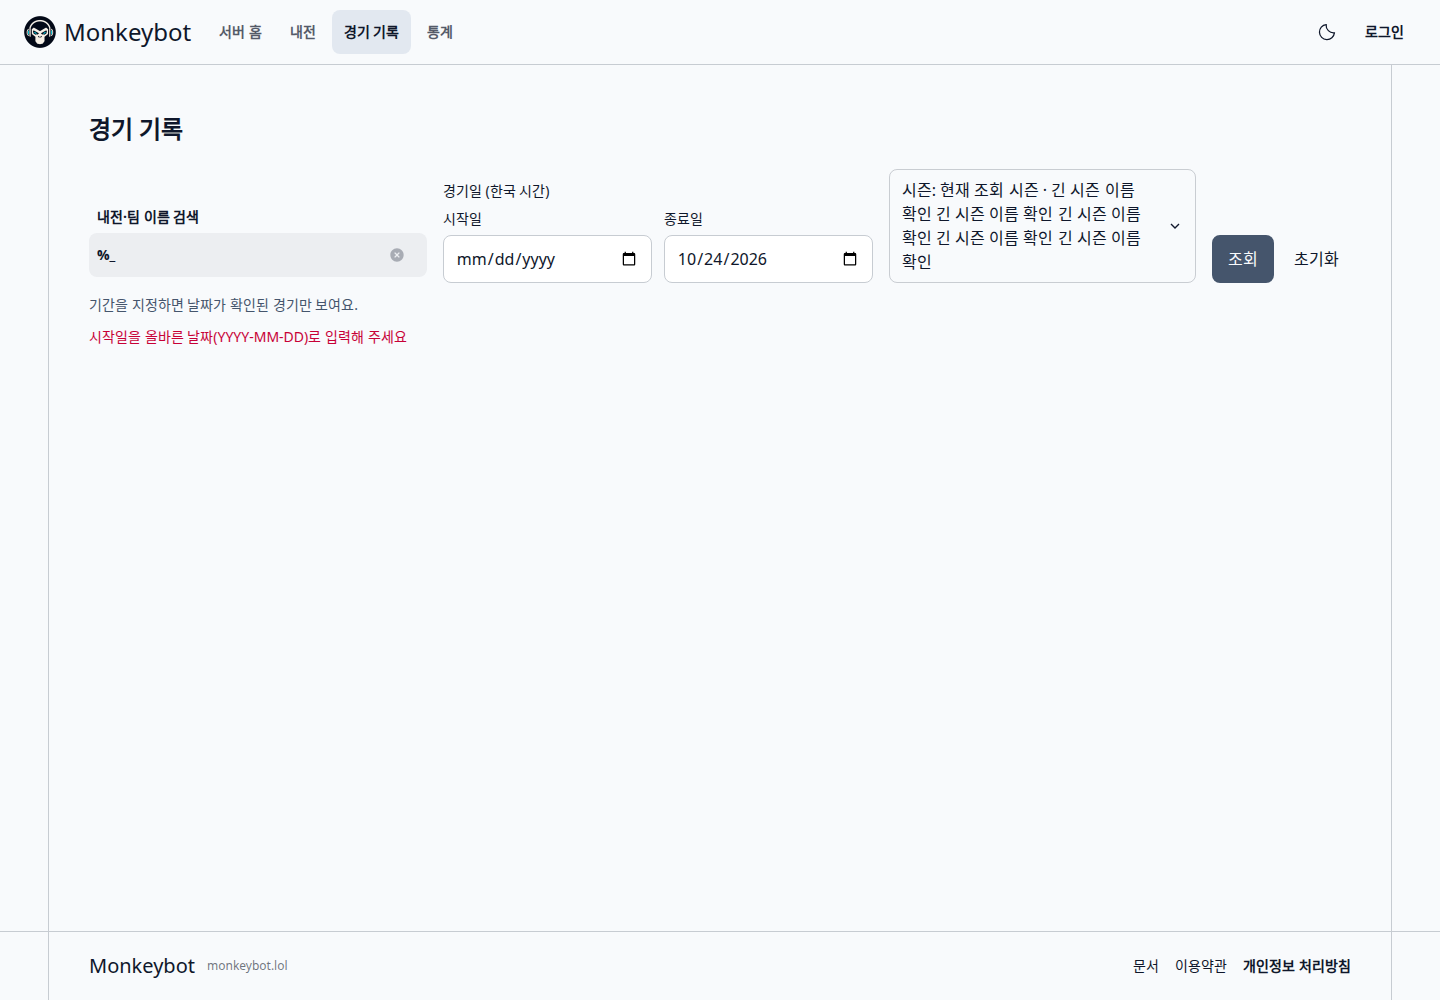 Monkeybot 서버 홈 내전 경기 기록 통계 로그인
경기 기록
내전·팀 이름 검색
%_
경기일 (한국 시간)
시작일 종료일
mm/dd/yyyy 10/24/2026
시즌: 현재 조회 시즌 · 긴 시즌 이름
확인 긴 시즌 이름 확인 긴 시즌 이름
확인 긴 시즌 이름 확인 긴 시즌 이름
확인
조회 초기화
기간을 지정하면 날짜가 확인된 경기만 보여요.
시작일을 올바른 날짜(YYYY-MM-DD)로 입력해 주세요
Monkeybot monkeybot.lol 문서 이용약관 개인정보 처리방침